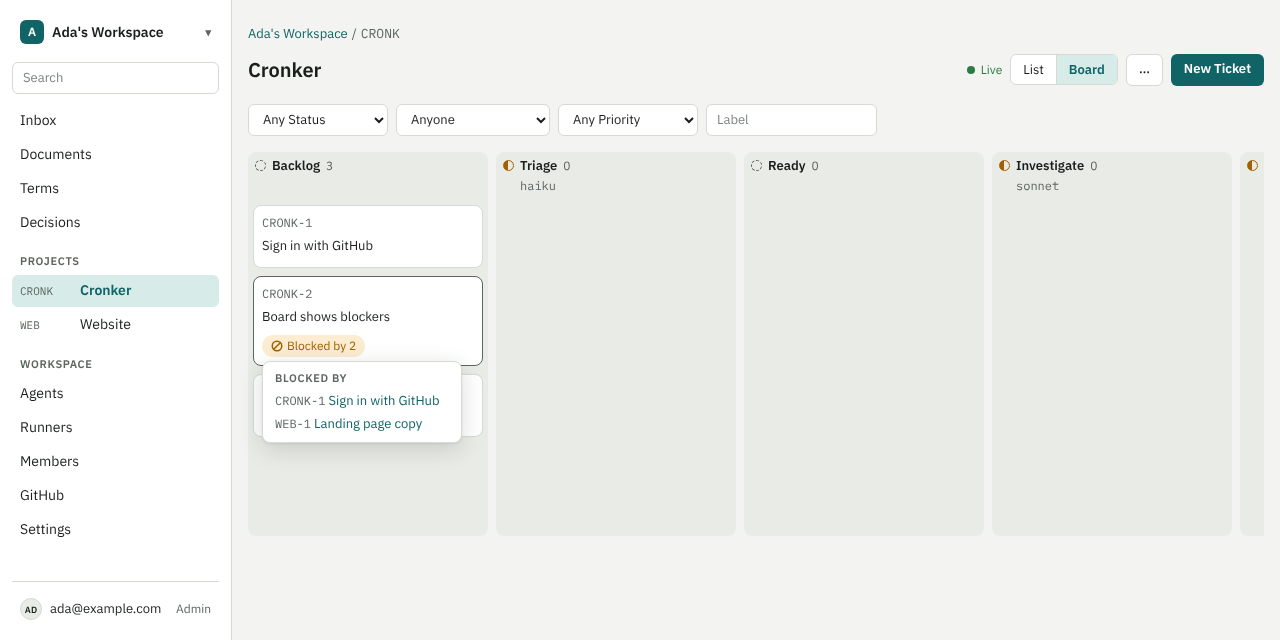 A Ada's Workspace ▾
Search
Inbox
Documents
Terms
Decisions
PROJECTS
CRONK Cronker
WEB Website
WORKSPACE
Agents
Runners
Members
GitHub
Settings
AD ada@example.com Admin
Ada's Workspace / CRONK
Cronker
Live
List
Board
...
New Ticket
Any Status
Anyone
Any Priority
Label
Backlog 3
CRONK-1
Sign in with GitHub
CRONK-2
Board shows blockers
Blocked by 2
BLOCKED BY
CRONK-1 Sign in with GitHub
WEB-1 Landing page copy
Triage 0
haiku
Ready 0
Investigate 0
sonnet